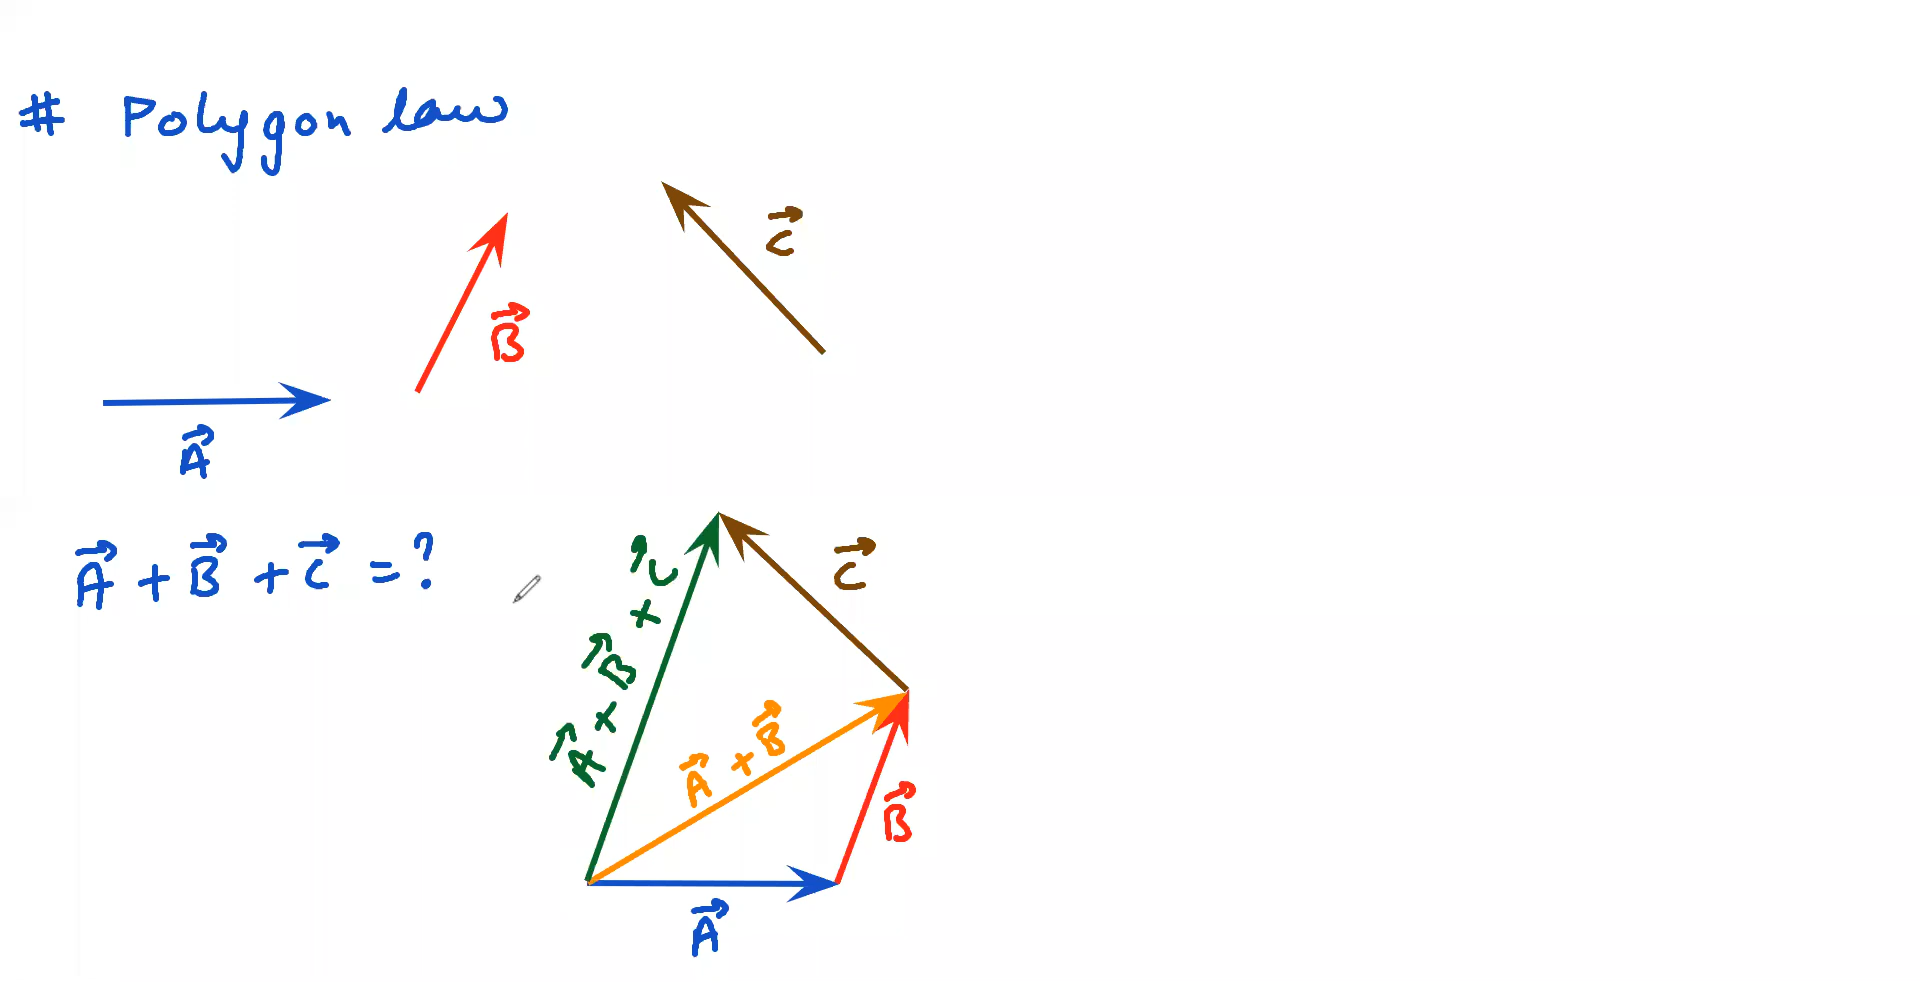 # Polygon law
C⃗
B⃗
A⃗
A⃗ + B⃗ + C⃗ = ?
C⃗
A⃗ + B⃗ + C⃗
A⃗ + B⃗
B⃗
A⃗